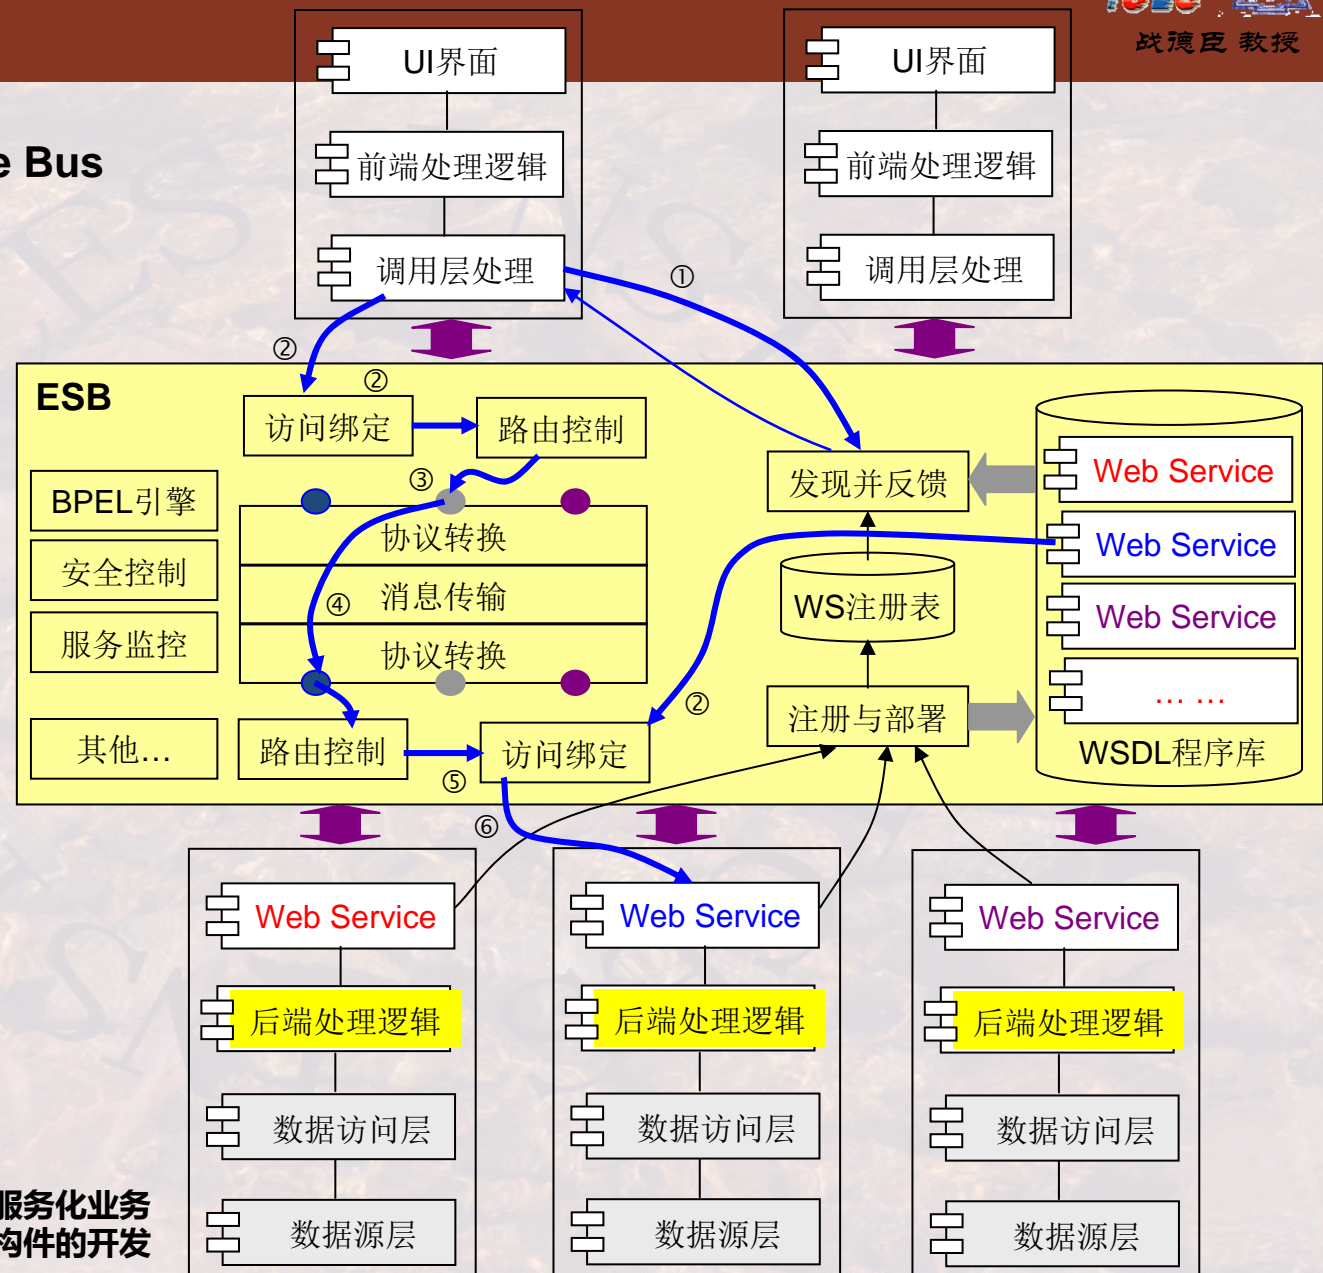 战德臣 教授
UI界面
UI界面
e Bus
前端处理逻辑
前端处理逻辑
调用层处理
调用层处理
①
②
②
ESB
访问绑定
路由控制
③
BPEL引擎
安全控制
服务监控
其他...
协议转换
消息传输
④
协议转换
路由控制
⑤
访问绑定
⑥
②
发现并反馈
WS注册表
注册与部署
Web Service
Web Service
Web Service
... ...
WSDL程序库
Web Service
Web Service
Web Service
后端处理逻辑
后端处理逻辑
后端处理逻辑
数据访问层
数据访问层
数据访问层
服务化业务
构件的开发
数据源层
数据源层
数据源层